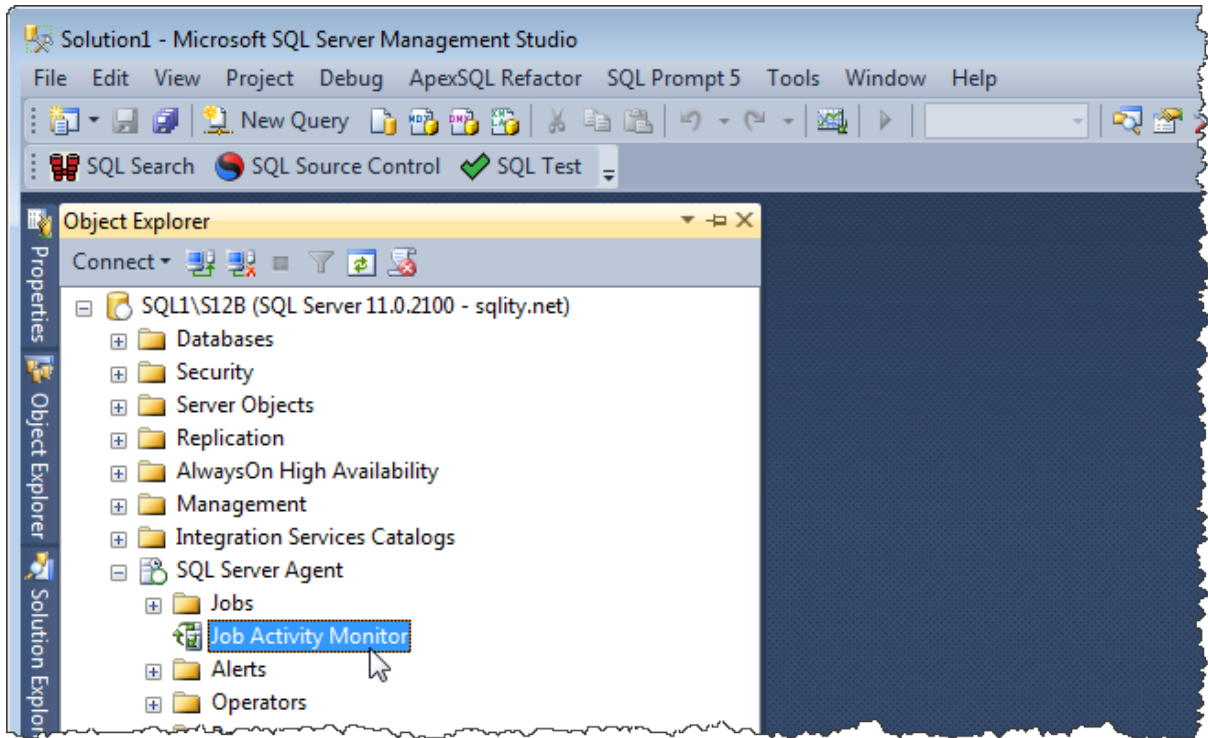 Solution1 - Microsoft SQL Server Management Studio
File Edit View Project Debug ApexSQL Refactor SQL Prompt 5 Tools Window Help
New Query
SQL Search SQL Source Control SQL Test
Object Explorer
Connect
SQL1\S12B (SQL Server 11.0.2100 - sqlity.net)
Databases
Security
Server Objects
Replication
AlwaysOn High Availability
Management
Integration Services Catalogs
SQL Server Agent
Jobs
Job Activity Monitor
Alerts
Operators
Properties
Object Explorer
Solution